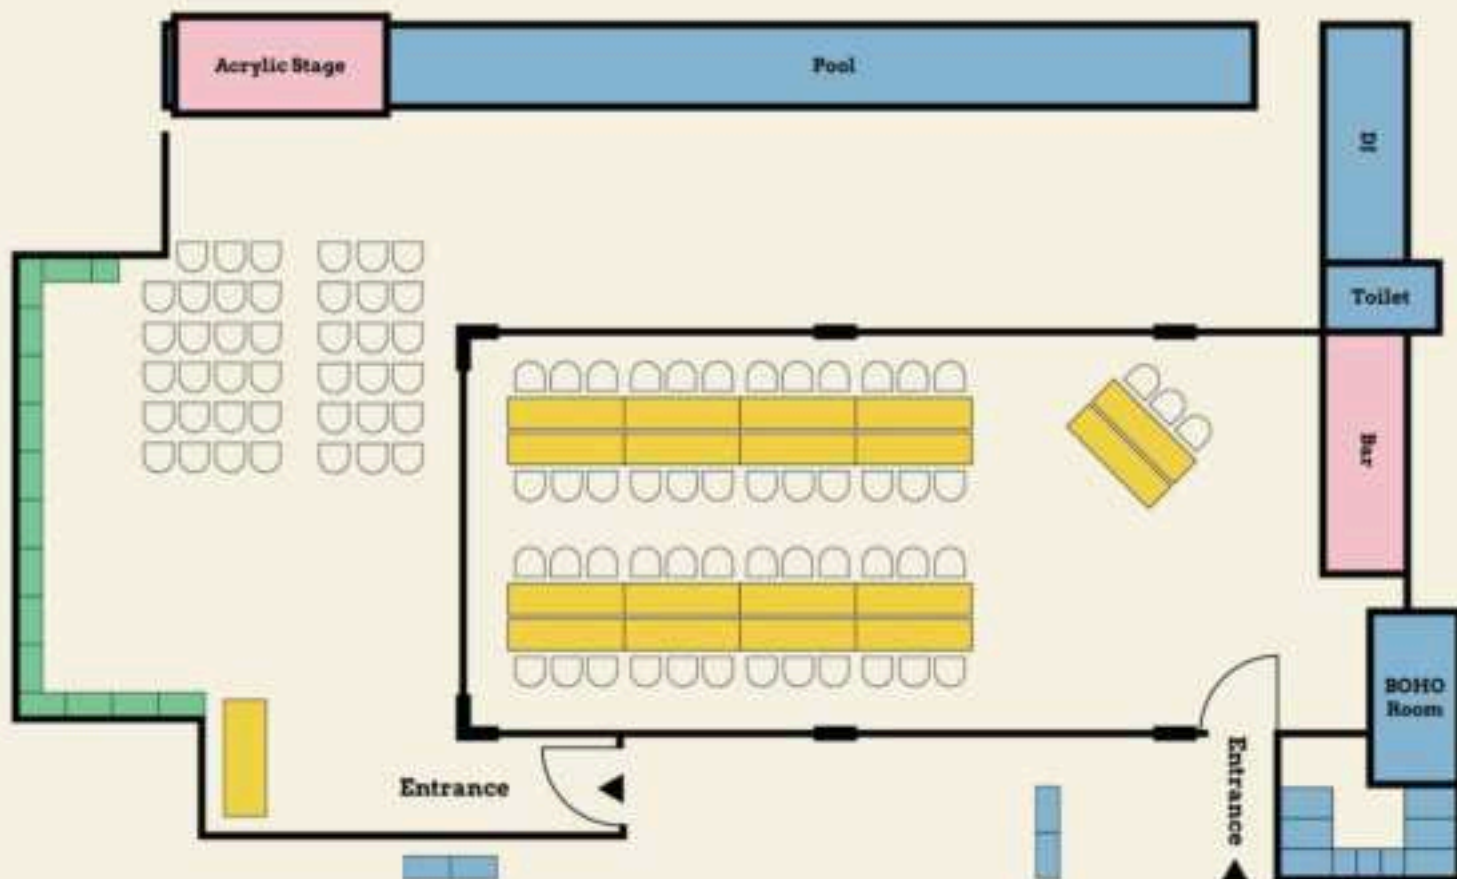 Acrylic Stage
Pool
DJ
Toilet
Bar
BOHO
Room
Entrance
Entrance